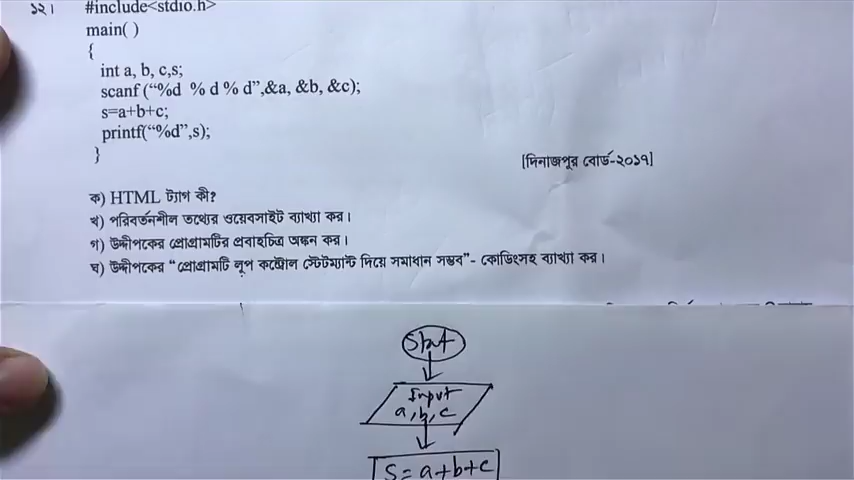 ১২। #include<stdio.h>
main( )
{
int a, b, c,s;
scanf (“%d % d % d”,&a, &b, &c);
s=a+b+c;
printf(“%d”,s);
}
[দিনাজপুর বোর্ড-২০১৭]
ক) HTML ট্যাগ কী?
খ) পরিবর্তনশীল তথ্যের ওয়েবসাইট ব্যাখ্যা কর।
গ) উদ্দীপকের প্রোগ্রামটির প্রবাহচিত্র অঙ্কন কর।
ঘ) উদ্দীপকের “প্রোগ্রামটি লূপ কন্ট্রোল স্টেটম্যান্ট দিয়ে সমাধান সম্ভব”- কোডিংসহ ব্যাখ্যা কর।
Start
Input
a, b, c
S= a+b+c